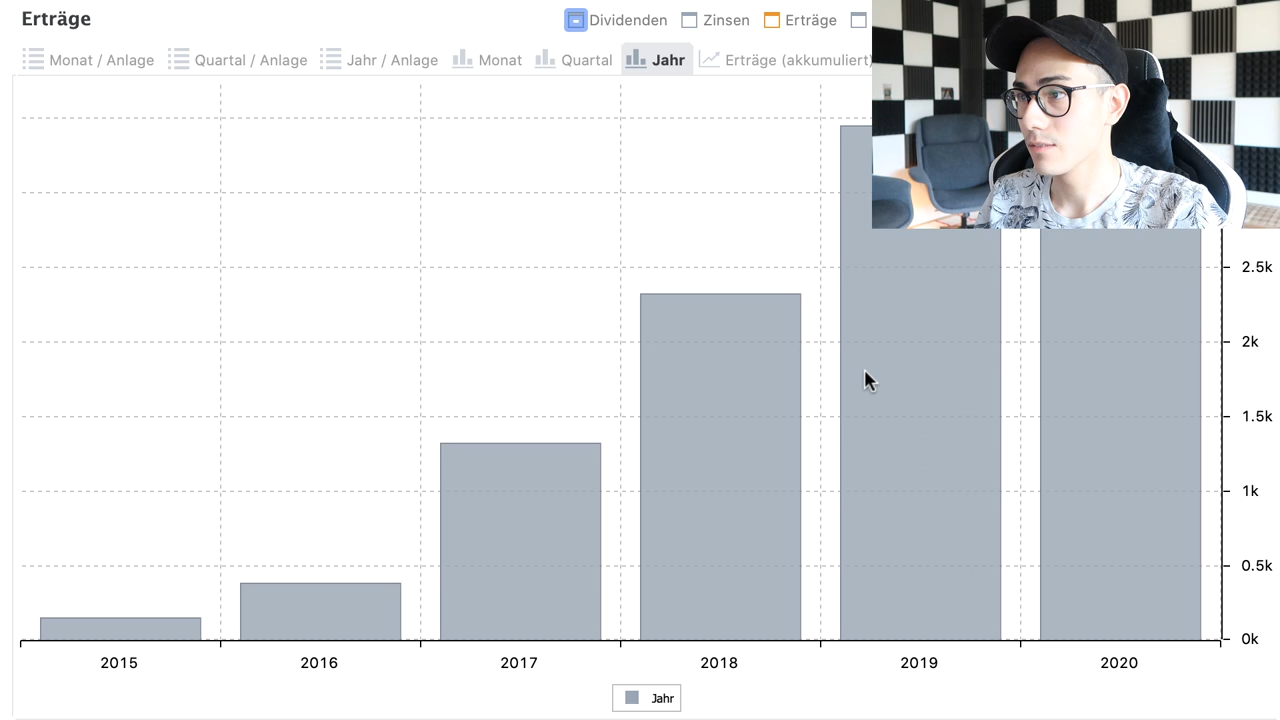 Erträge
Dividenden Zinsen Erträge
Monat / Anlage Quartal / Anlage Jahr / Anlage Monat Quartal Jahr Erträge (akkumuliert)
2.5k
2k
1.5k
1k
0.5k
0k
2015 2016 2017 2018 2019 2020
Jahr